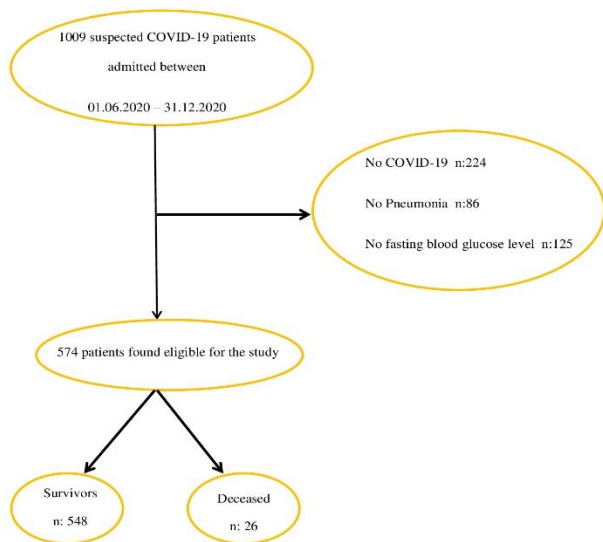 1009 suspected COVID-19 patients
admitted between
01.06.2020 – 31.12.2020
No COVID-19 n:224
No Pneumonia n:86
No fasting blood glucose level n:125
574 patients found eligible for the study
Survivors
n: 548
Deceased
n: 26